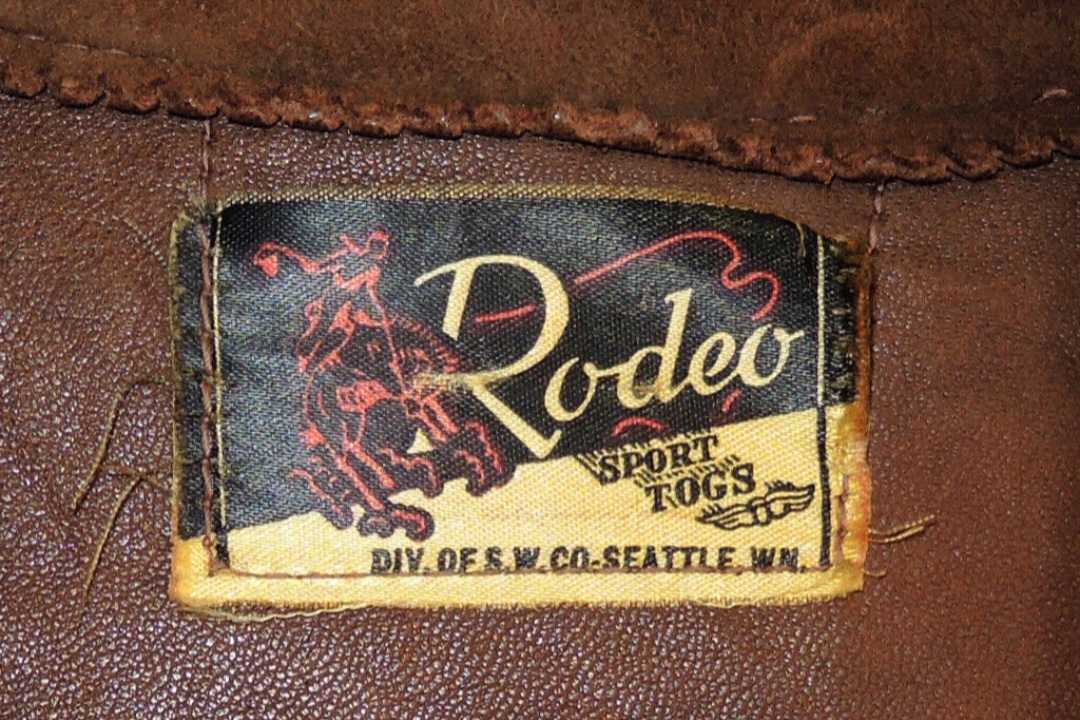 Rodeo
SPORT
TOGS
DIV. OF S.W. CO-SEATTLE, WN.